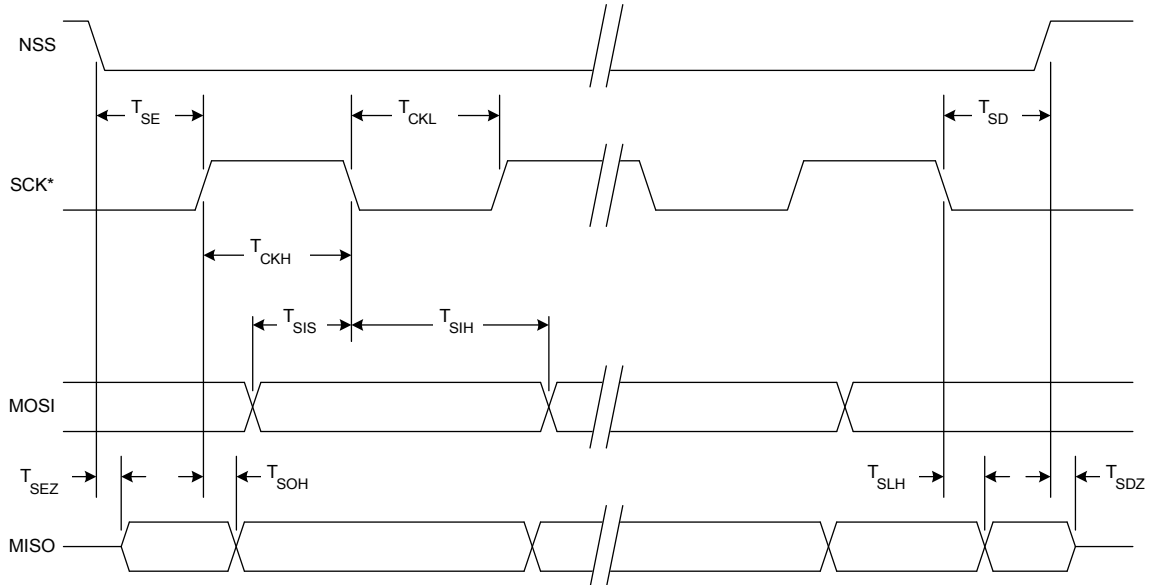 NSS
T_SE
T_CKL
T_SD
SCK*
T_CKH
T_SIS
T_SIH
MOSI
T_SEZ
T_SOH
T_SLH
T_SDZ
MISO